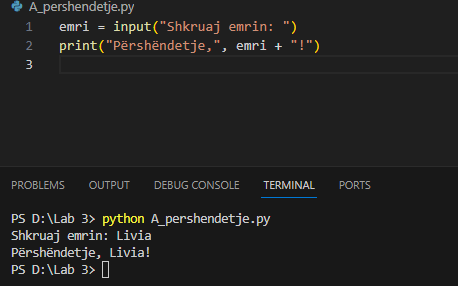 A_pershendetje.py
1 emri = input("Shkruaj emrin: ")
2 print("Përshëndetje,", emri + "!")
3
PROBLEMS OUTPUT DEBUG CONSOLE TERMINAL PORTS
PS D:\Lab 3> python A_pershendetje.py
Shkruaj emrin: Livia
Përshëndetje, Livia!
PS D:\Lab 3>